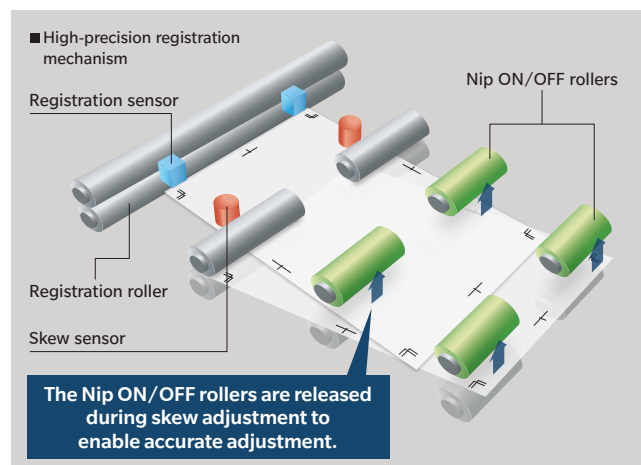 ■ High-precision registration
mechanism
Nip ON/OFF rollers
Registration sensor
Registration roller
Skew sensor
The Nip ON/OFF rollers are released
during skew adjustment to
enable accurate adjustment.